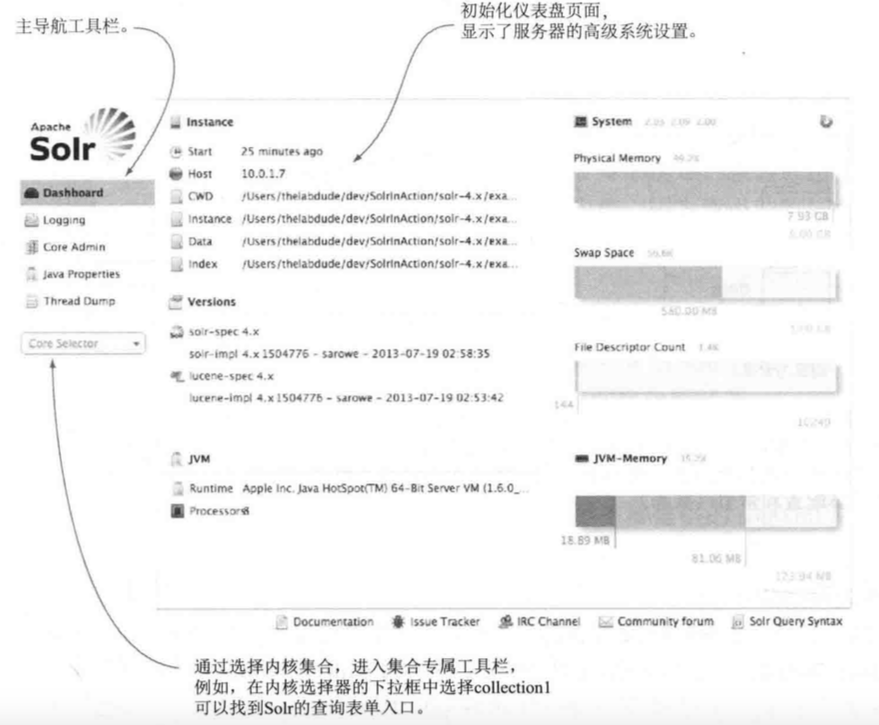 主导航工具栏。
初始化仪表盘页面，
显示了服务器的高级系统设置。
Apache
Solr
Dashboard
Logging
Core Admin
Java Properties
Thread Dump
Core Selector
Instance
Start 25 minutes ago
Host 10.0.1.7
CWD /Users/thelabdude/dev/SolrInAction/solr-4.x/exa...
Instance /Users/thelabdude/dev/SolrInAction/solr-4.x/exa...
Data /Users/thelabdude/dev/SolrInAction/solr-4.x/exa...
Index /Users/thelabdude/dev/SolrInAction/solr-4.x/exa...
Versions
solr-spec 4.x
solr-impl 4.x 1504776 - sarowe - 2013-07-19 02:58:35
lucene-spec 4.x
lucene-impl 4.x 1504776 - sarowe - 2013-07-19 02:53:42
JVM
Runtime Apple Inc. Java HotSpot(TM) 64-Bit Server VM (1.6.0_...
Processors
System
Physical Memory
7.93 GB
8.00 GB
Swap Space
580.00 MB
File Descriptor Count 1.4%
144
10240
JVM-Memory
18.89 MB
81.06 MB
123.94 MB
Documentation
Issue Tracker
IRC Channel
Community forum
Solr Query Syntax
通过选择内核集合，进入集合专属工具栏，
例如，在内核选择器的下拉框中选择collection1
可以找到Solr的查询表单入口。